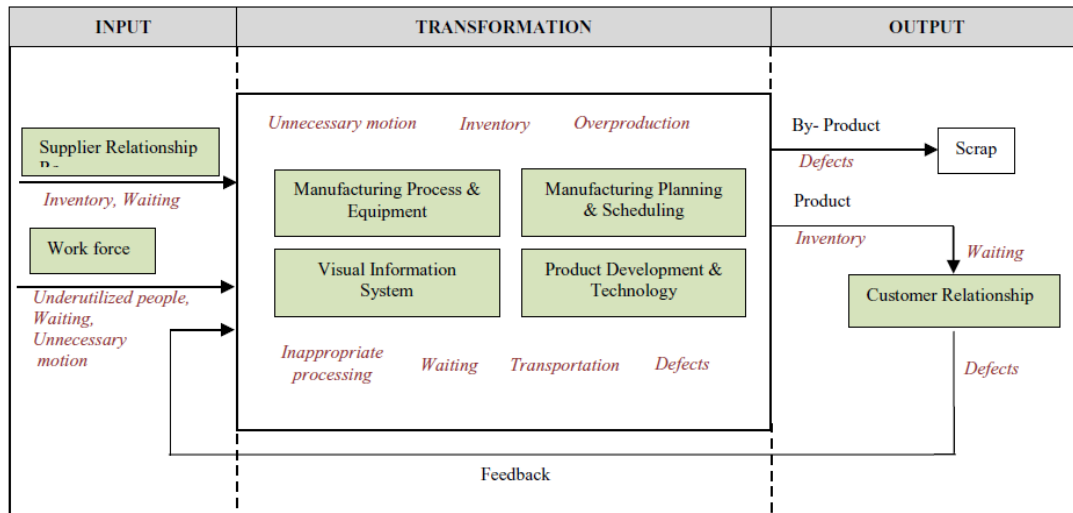 INPUT
TRANSFORMATION
OUTPUT
Supplier Relationship
Inventory, Waiting
Work force
Underutilized people,
Waiting,
Unnecessary
motion
Unnecessary motion
Inventory
Overproduction
Manufacturing Process &
Equipment
Manufacturing Planning
& Scheduling
Visual Information
System
Product Development &
Technology
Inappropriate
processing
Waiting
Transportation
Defects
By- Product
Defects
Scrap
Product
Inventory
Waiting
Customer Relationship
Defects
Feedback